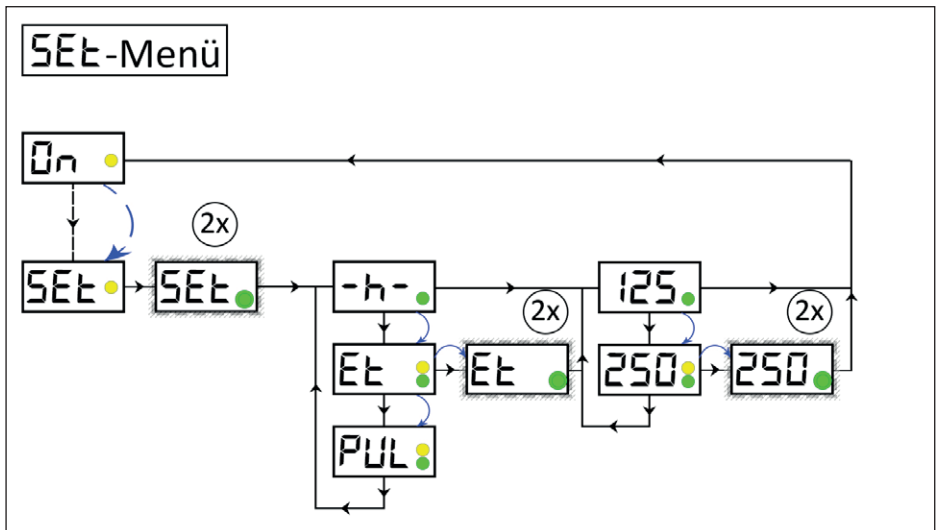 SEt-Menü
On
2x
SEt SEt -h- 125
2x 2x
Et Et 250 250
PUL